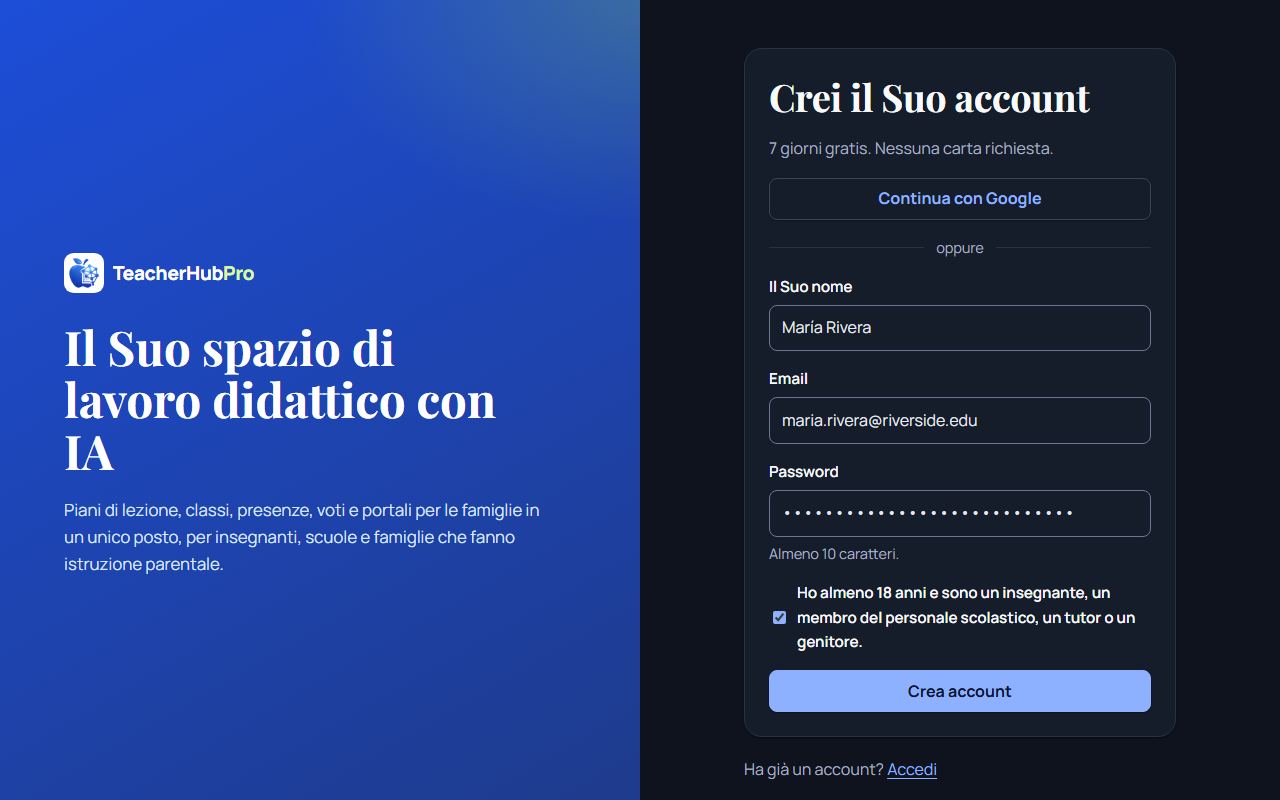 TeacherHubPro
Il Suo spazio di
lavoro didattico con
IA
Piani di lezione, classi, presenze, voti e portali per le famiglie in
un unico posto, per insegnanti, scuole e famiglie che fanno
istruzione parentale.
Crei il Suo account
7 giorni gratis. Nessuna carta richiesta.
Continua con Google
oppure
Il Suo nome
María Rivera
Email
maria.rivera@riverside.edu
Password
••••••••••••••••••••••••••••
Almeno 10 caratteri.
Ho almeno 18 anni e sono un insegnante, un
membro del personale scolastico, un tutor o un
genitore.
Crea account
Ha già un account? Accedi